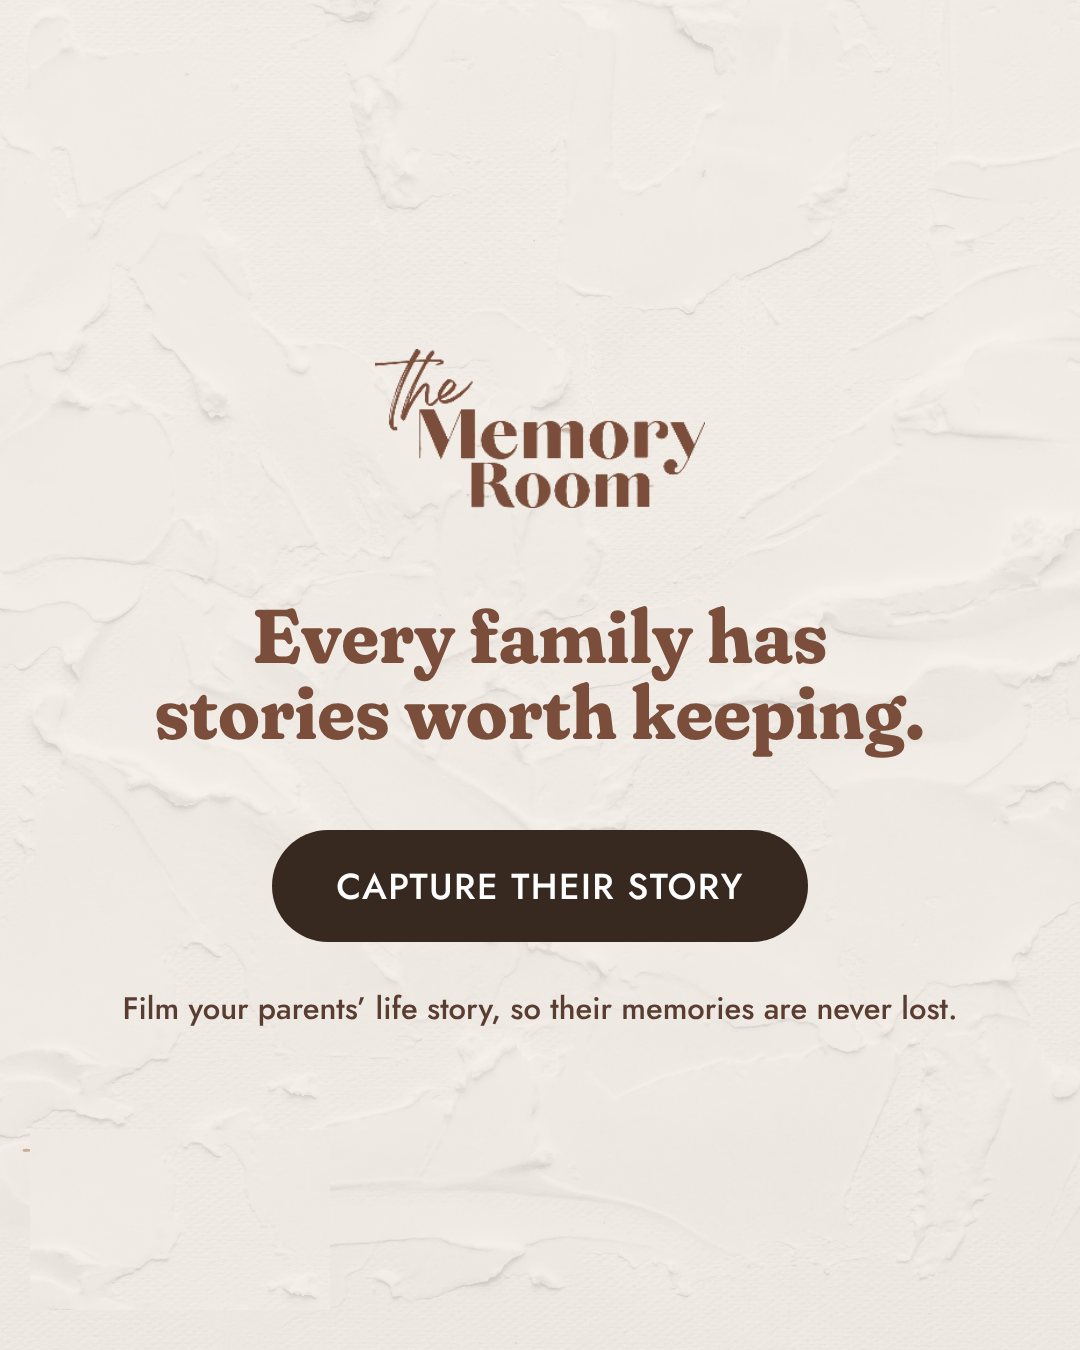 the
Memory
Room
Every family has
stories worth keeping.
CAPTURE THEIR STORY
Film your parents’ life story, so their memories are never lost.